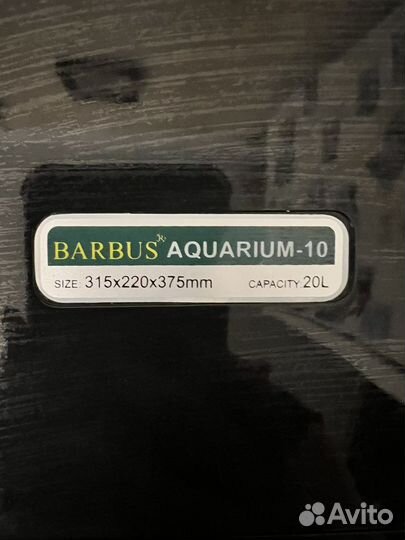 BARBUS® AQUARIUM-10
SIZE: 315x220x375mm CAPACITY: 20L
Avito